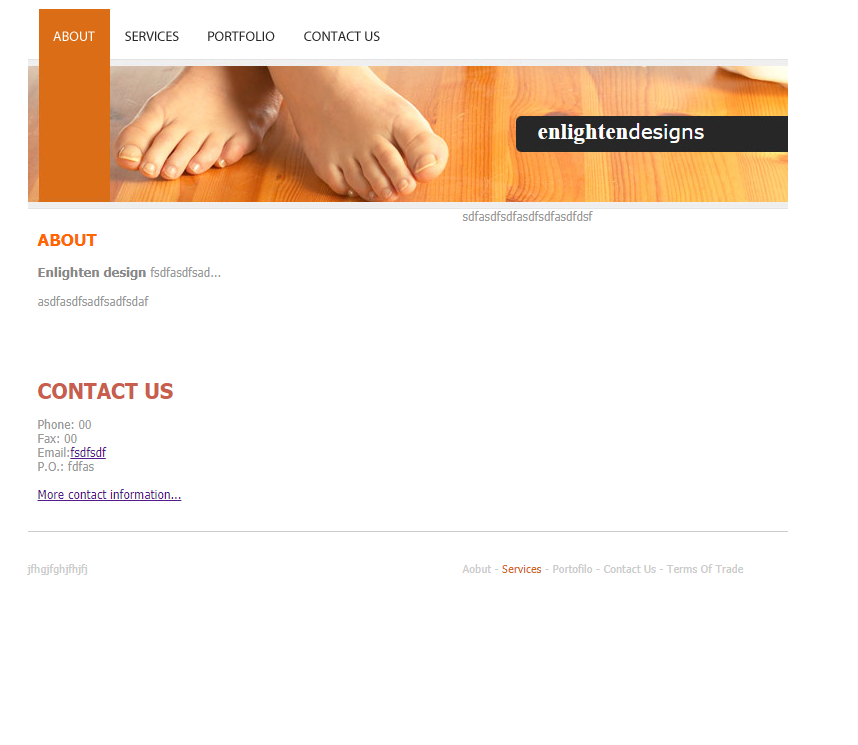 ABOUT SERVICES PORTFOLIO CONTACT US
enlightendesigns
sdfasdfsdfasdfsdfasdfdsf
ABOUT
Enlighten design fsdfasdfsad...
asdfasdfsadfsadfsdaf
CONTACT US
Phone: 00
Fax: 00
Email:fsdfsdf
P.O.: fdfas
More contact information...
jfhgjfghjfhjfj
Aobut - Services - Portofilo - Contact Us - Terms Of Trade